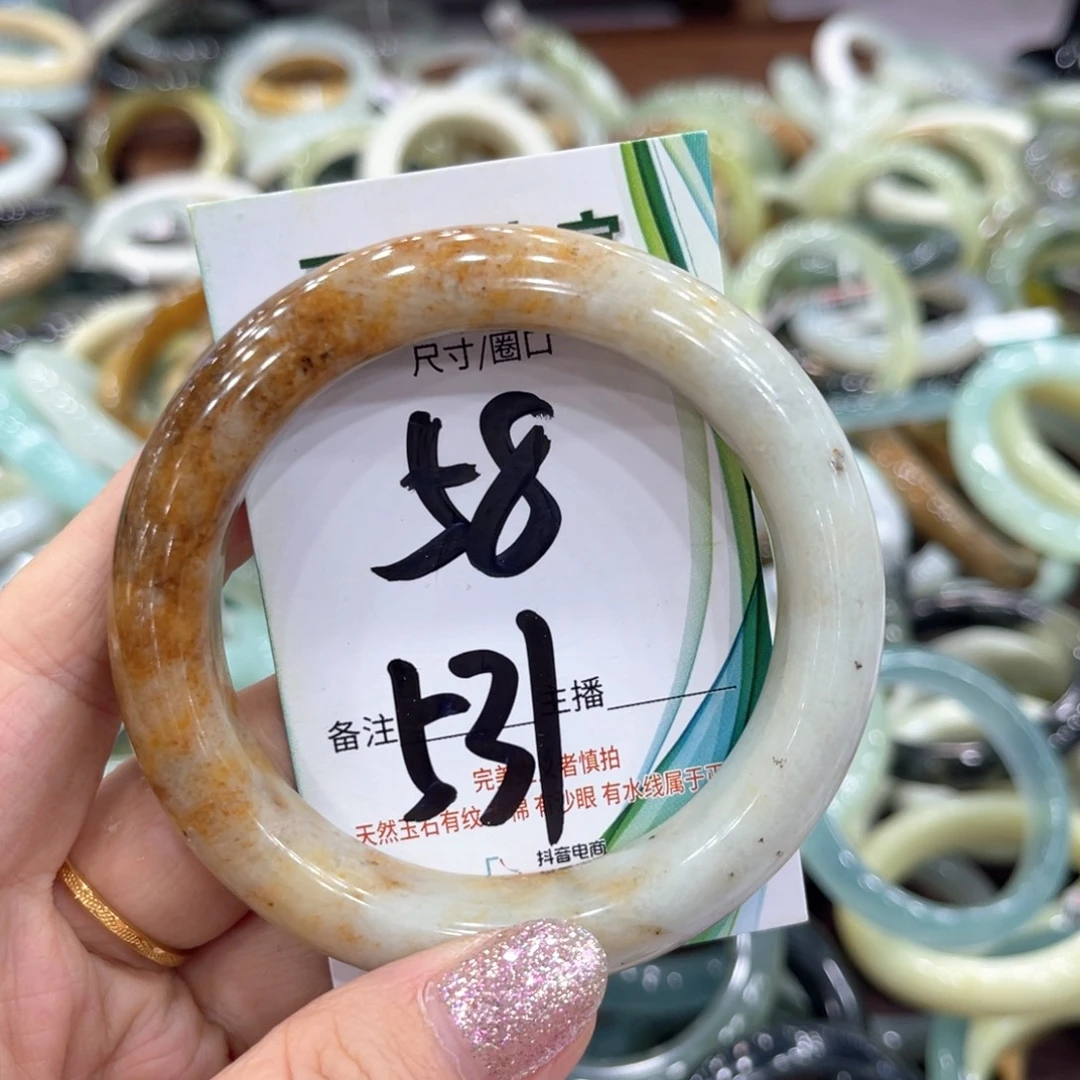 尺寸/圈口
58
备注 主播
531
完美 者慎拍
天然玉石有纹 棉 有沙眼 有水线属于正
抖音电商